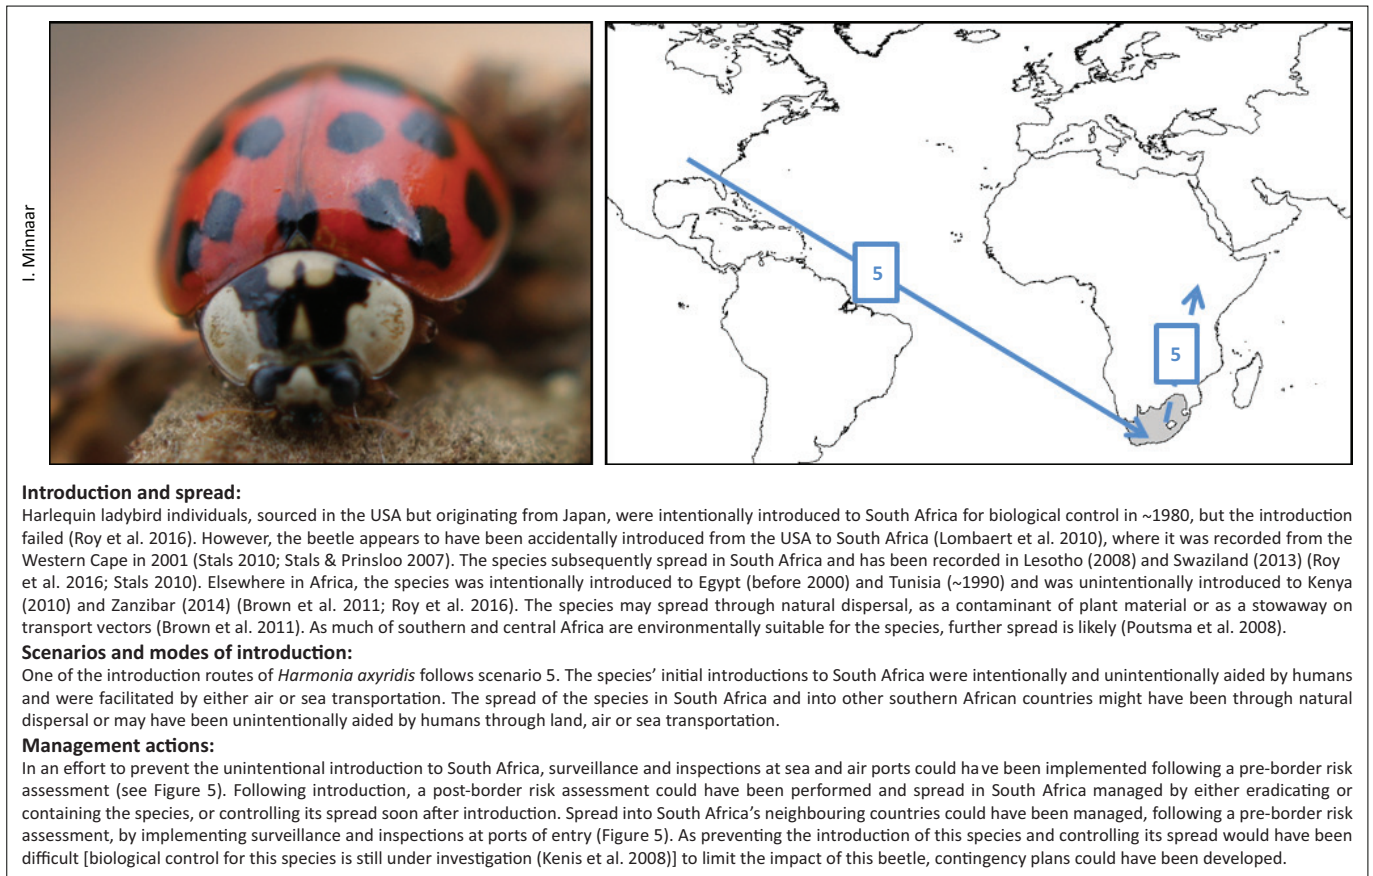 I. Minnaar
5
5
Introduction and spread:
Harlequin ladybird individuals, sourced in the USA but originating from Japan, were intentionally introduced to South Africa for biological control in ~1980, but the introduction
failed (Roy et al. 2016). However, the beetle appears to have been accidentally introduced from the USA to South Africa (Lombaert et al. 2010), where it was recorded from the
Western Cape in 2001 (Stals 2010; Stals & Prinsloo 2007). The species subsequently spread in South Africa and has been recorded in Lesotho (2008) and Swaziland (2013) (Roy
et al. 2016; Stals 2010). Elsewhere in Africa, the species was intentionally introduced to Egypt (before 2000) and Tunisia (~1990) and was unintentionally introduced to Kenya
(2010) and Zanzibar (2014) (Brown et al. 2011; Roy et al. 2016). The species may spread through natural dispersal, as a contaminant of plant material or as a stowaway on
transport vectors (Brown et al. 2011). As much of southern and central Africa are environmentally suitable for the species, further spread is likely (Poutsma et al. 2008).
Scenarios and modes of introduction:
One of the introduction routes of Harmonia axyridis follows scenario 5. The species' initial introductions to South Africa were intentionally and unintentionally aided by humans
and were facilitated by either air or sea transportation. The spread of the species in South Africa and into other southern African countries might have been through natural
dispersal or may have been unintentionally aided by humans through land, air or sea transportation.
Management actions:
In an effort to prevent the unintentional introduction to South Africa, surveillance and inspections at sea and air ports could have been implemented following a pre-border risk
assessment (see Figure 5). Following introduction, a post-border risk assessment could have been performed and spread in South Africa managed by either eradicating or
containing the species, or controlling its spread soon after introduction. Spread into South Africa's neighbouring countries could have been managed, following a pre-border risk
assessment, by implementing surveillance and inspections at ports of entry (Figure 5). As preventing the introduction of this species and controlling its spread would have been
difficult [biological control for this species is still under investigation (Kenis et al. 2008)] to limit the impact of this beetle, contingency plans could have been developed.